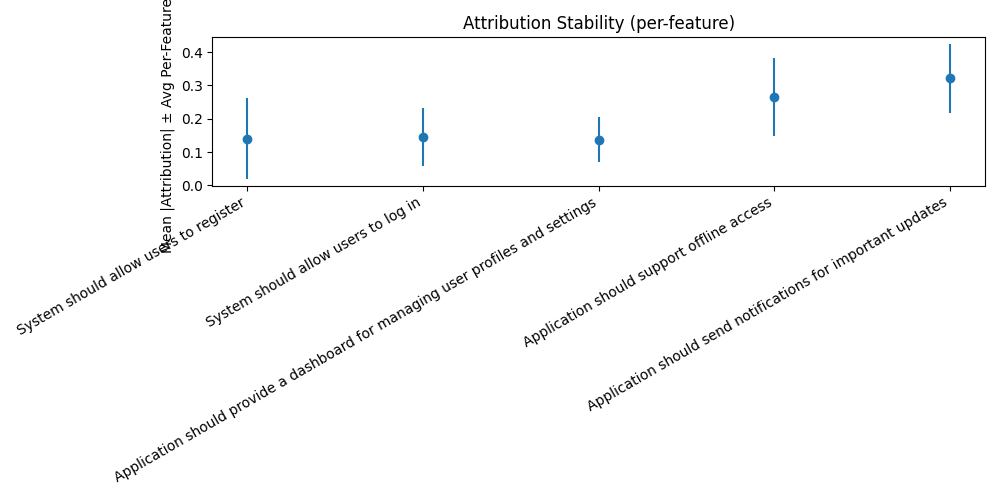 Attribution Stability (per-feature)
Mean |Attribution| ± Avg Per-Feature
0.4
0.3
0.2
0.1
0.0
System should allow users to register
System should allow users to log in
Application should provide a dashboard for managing user profiles and settings
Application should support offline access
Application should send notifications for important updates